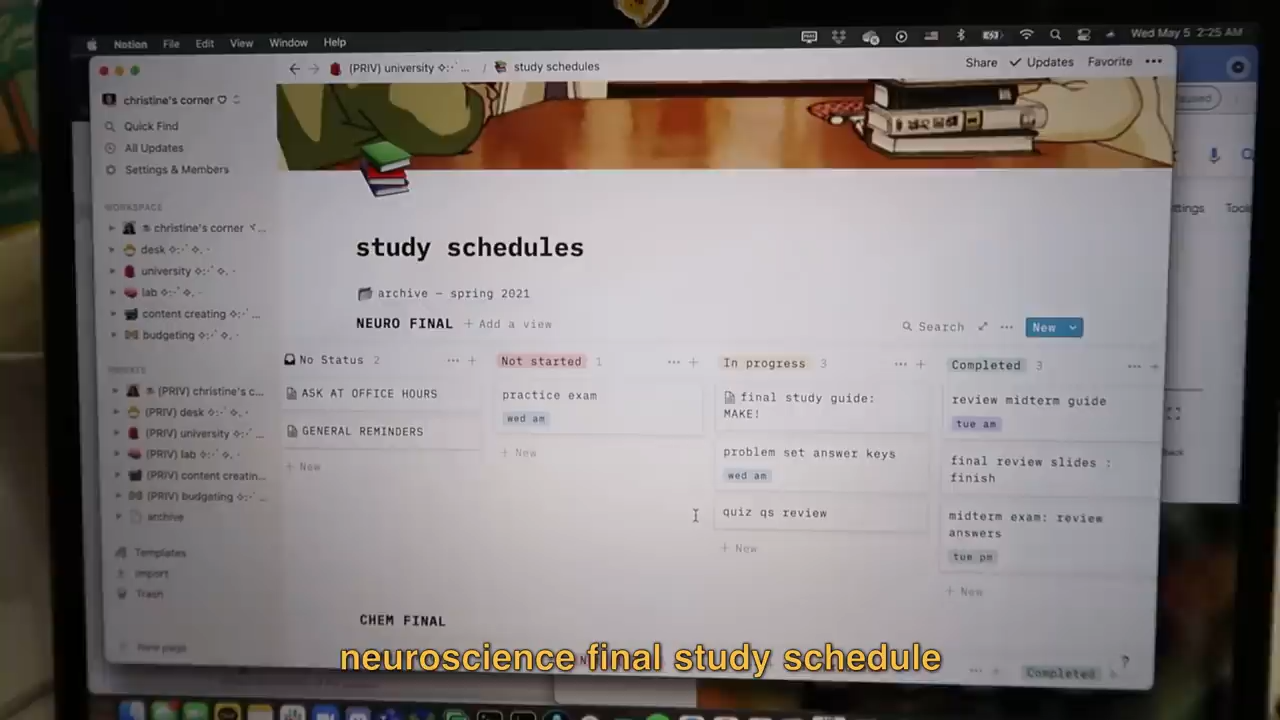 Notion File Edit View Window Help Wed May 5 2:25 AM
(PRIV) university ... / study schedules Share Updates Favorite
christine's corner
Quick Find
All Updates
Settings & Members
WORKSPACE
christine's corner
desk
university
lab
content creating
budgeting
(PRIV) christine's c...
(PRIV) desk
(PRIV) university
(PRIV) lab
(PRIV) content creatin...
(PRIV) budgeting
archive
Templates
Import
Trash
New page
study schedules
archive – spring 2021
NEURO FINAL + Add a view Search New
No Status 2
ASK AT OFFICE HOURS
GENERAL REMINDERS
+ New
Not started 1
practice exam
wed am
+ New
In progress 3
final study guide:
MAKE!
problem set answer keys
wed am
quiz qs review
+ New
Completed 3
review midterm guide
tue am
final review slides :
finish
midterm exam: review
answers
tue pm
+ New
CHEM FINAL
Completed
neuroscience final study schedule